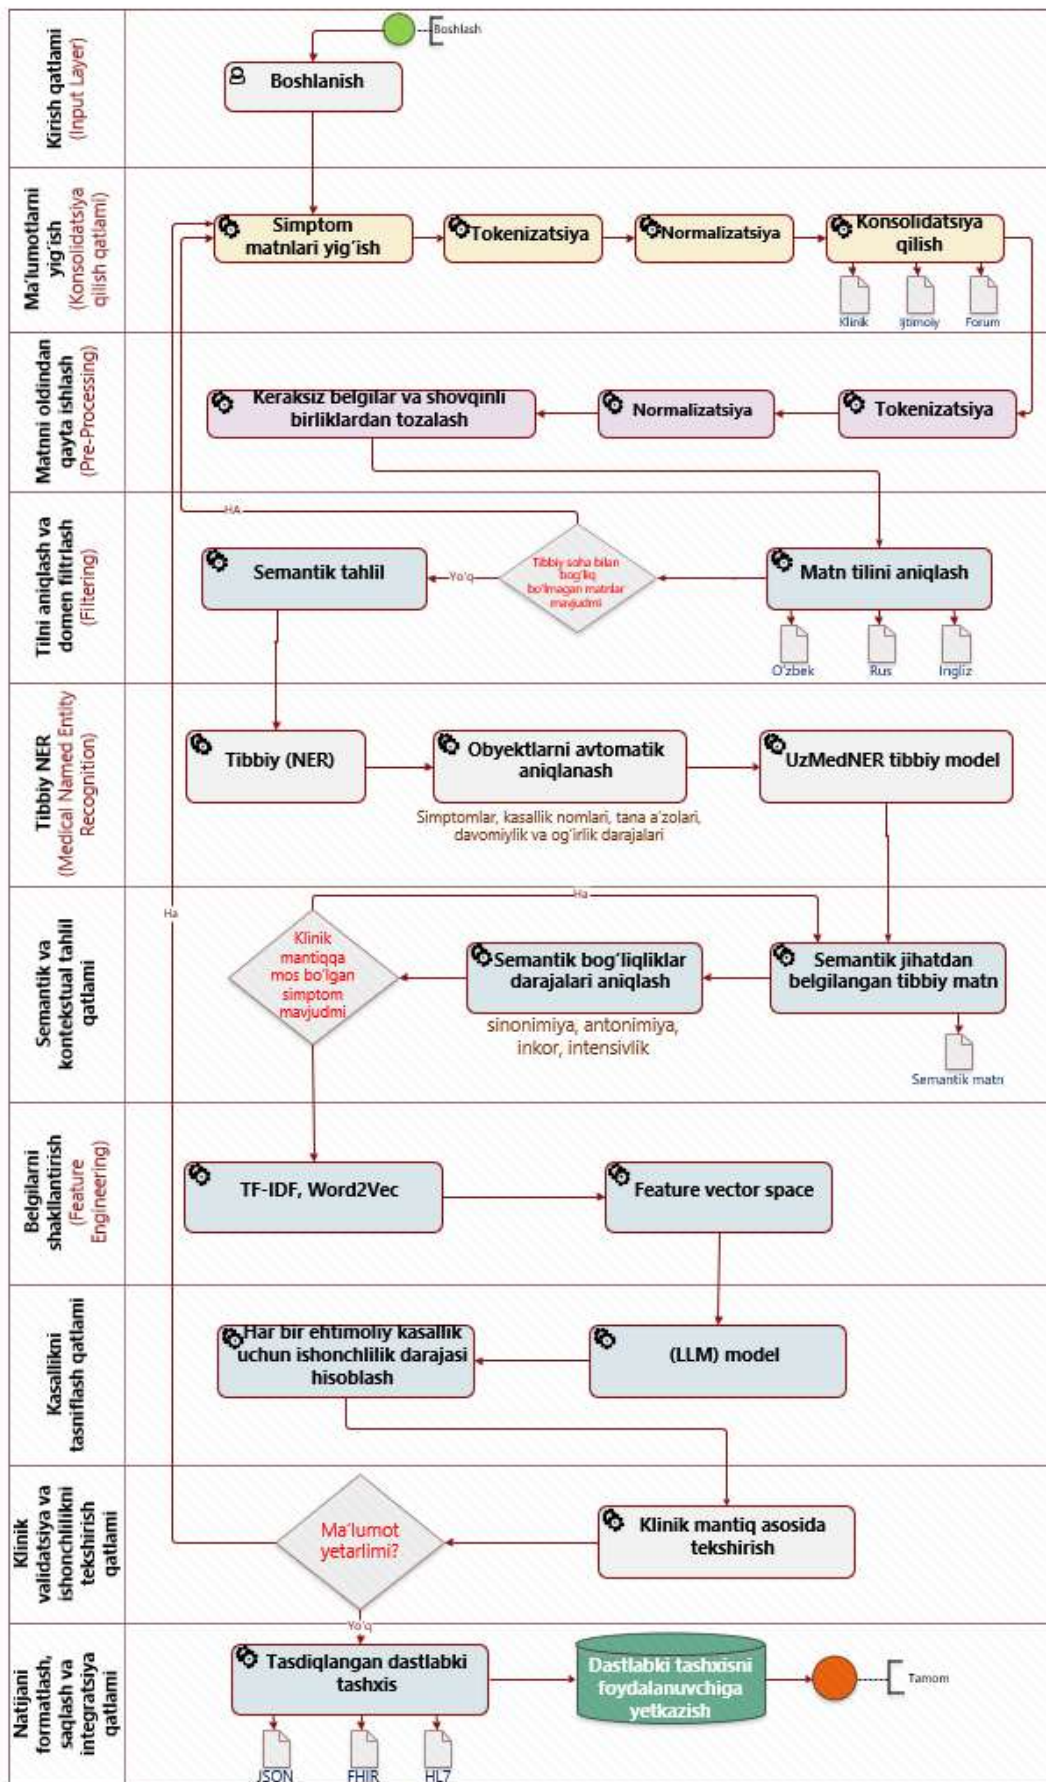 Kirish qatlami
(Input Layer)
Boshlash
Boshlanish
Ma'lumotlarni
yig'ish
(Konsolidatsiya
qilish qatlami)
Simptom
matnlari yig'ish
Tokenizatsiya
Normalizatsiya
Konsolidatsiya
qilish
Klinik
Ijtimoiy
Forum
Matnni oldindan
qayta ishlash
(Pre-Processing)
Keraksiz belgilar va shovqinli
birliklardan tozalash
Normalizatsiya
Tokenizatsiya
Tilni aniqlash va
domen filtrlash
(Filtering)
HA
Semantik tahlil
Yo'q
Tibbiy soha bilan
bog'liq
bo'lmagan matnlar
mavjudmi
Matn tilini aniqlash
O'zbek
Rus
Ingliz
Tibbiy NER
(Medical Named Entity
Recognition)
Tibbiy (NER)
Obyektlarni avtomatik
aniqlanash
Simptomlar, kasallik nomlari, tana a'zolari,
davomiylik va og'irlik darajalari
UzMedNER tibbiy model
Semantik va
kontekstual tahlil
qatlami
Ha
Ha
Klinik
mantiqqa
mos bo'lgan
simptom
mavjudmi
Semantik bog'liqliklar
darajalari aniqlash
sinonimiya, antonimiya,
inkor, intensivlik
Semantik jihatdan
belgilangan tibbiy matn
Semantik matn
Belgilarni
shakllantirish
(Feature
Engineering)
TF-IDF, Word2Vec
Feature vector space
Kasallikni
tasniflash qatlami
Har bir ehtimoliy kasallik
uchun ishonchlilik darajasi
hisoblash
(LLM) model
Klinik
validatsiya va
ishonchlilikni
tekshirish
qatlami
Ma'lumot
yetarlimi?
Klinik mantiq asosida
tekshirish
Yo'q
Natijani
formatlash,
saqlash va
integratsiya
qatlami
Tasdiqlangan dastlabki
tashxis
JSON
FHIR
HL7
Dastlabki tashxisni
foydalanuvchiga
yetkazish
Tamom